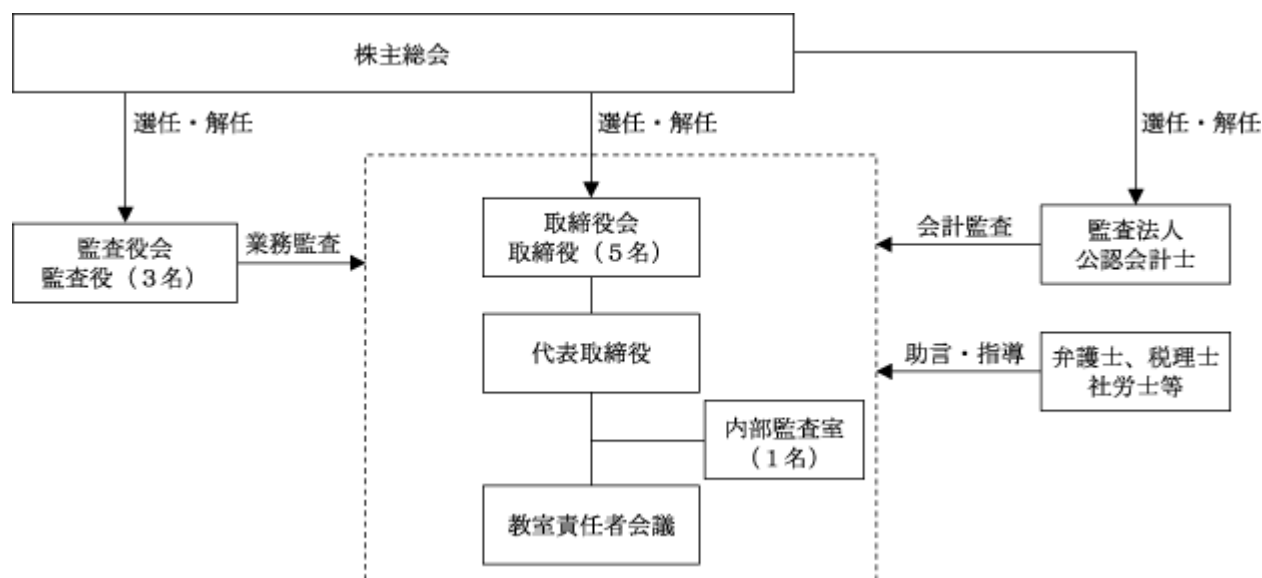 株主総会
選任・解任
選任・解任
選任・解任
監査役会
監査役（３名）
業務監査
取締役会
取締役（５名）
会計監査
監査法人
公認会計士
代表取締役
助言・指導
弁護士、税理士
社労士等
内部監査室
（１名）
教室責任者会議